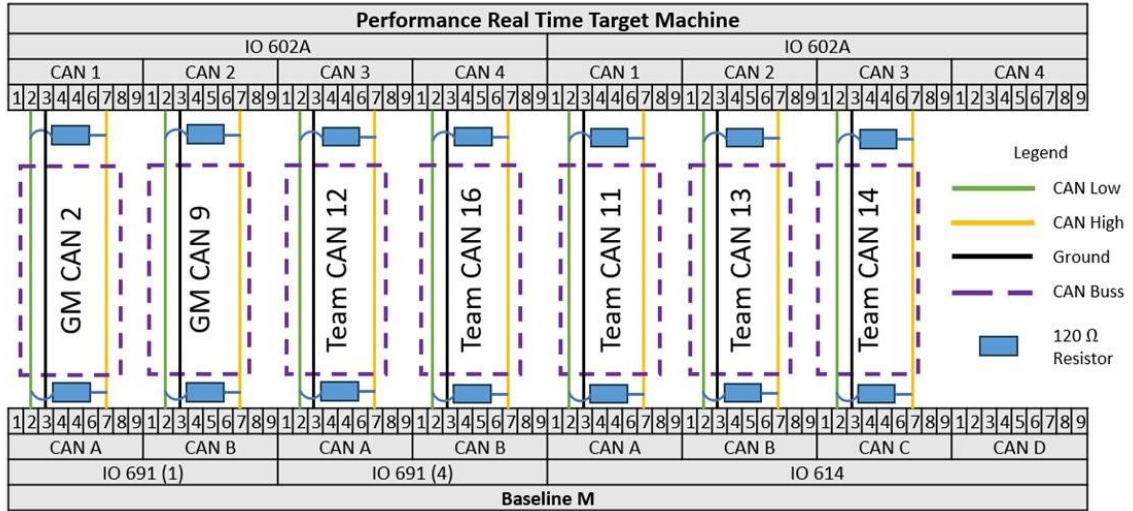 Performance Real Time Target Machine
IO 602A IO 602A
CAN 1 CAN 2 CAN 3 CAN 4 CAN 1 CAN 2 CAN 3 CAN 4
1 2 3 4 4 6 7 8 9 1 2 3 4 5 6 7 8 9 1 2 3 4 4 6 7 8 9 1 2 3 4 5 6 7 8 9 1 2 3 4 4 6 7 8 9 1 2 3 4 5 6 7 8 9 1 2 3 4 4 6 7 8 9 1 2 3 4 5 6 7 8 9
GM CAN 2
GM CAN 9
Team CAN 12
Team CAN 16
Team CAN 11
Team CAN 13
Team CAN 14
Legend
CAN Low
CAN High
Ground
CAN Buss
120 Ω
Resistor
1 2 3 4 4 6 7 8 9 1 2 3 4 5 6 7 8 9 1 2 3 4 4 6 7 8 9 1 2 3 4 5 6 7 8 9 1 2 3 4 4 6 7 8 9 1 2 3 4 5 6 7 8 9 1 2 3 4 4 6 7 8 9 1 2 3 4 5 6 7 8 9
CAN A CAN B CAN A CAN B CAN A CAN B CAN C CAN D
IO 691 (1) IO 691 (4) IO 614
Baseline M